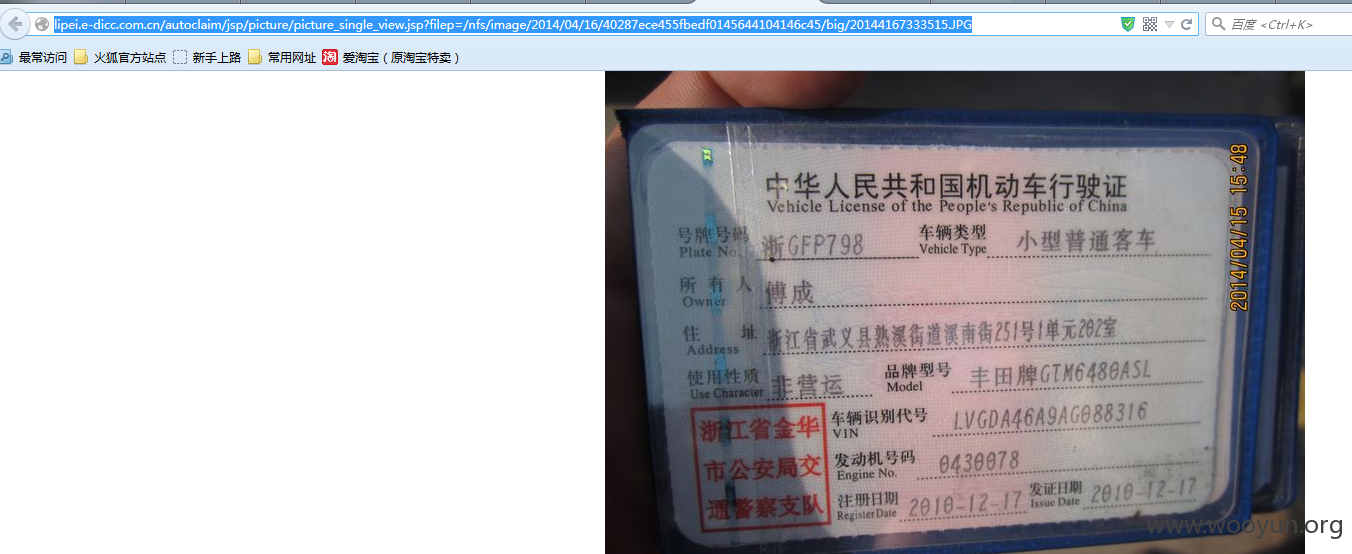 lipei.e-dicc.com.cn/autoclaim/jsp/picture/picture_single_view.jsp?filep=/nfs/image/2014/04/16/40287ece455fbedf0145644104146c45/big/20144167333515.JPG
百度 <Ctrl+K>
最常访问 火狐官方站点 新手上路 常用网址 淘 爱淘宝（原淘宝特卖）
中华人民共和国机动车行驶证
Vehicle License of the People's Republic of China
号牌号码 浙GFP798 车辆类型 小型普通客车
Plate No. Vehicle Type
所有人 傅成
Owner
住址 浙江省武义县熟溪街道溪南街251号1单元202室
Address
使用性质 非营运 品牌型号 丰田牌GTM6480ASL
Use Character Model
浙江省金华
市公安局交
通警察支队
车辆识别代号 LVGDA46A9AG088316
VIN
发动机号码 0430078
Engine No.
注册日期 2010-12-17 发证日期 2010-12-17
Register Date Issue Date
2014/04/15 15:48
www.wooyun.org